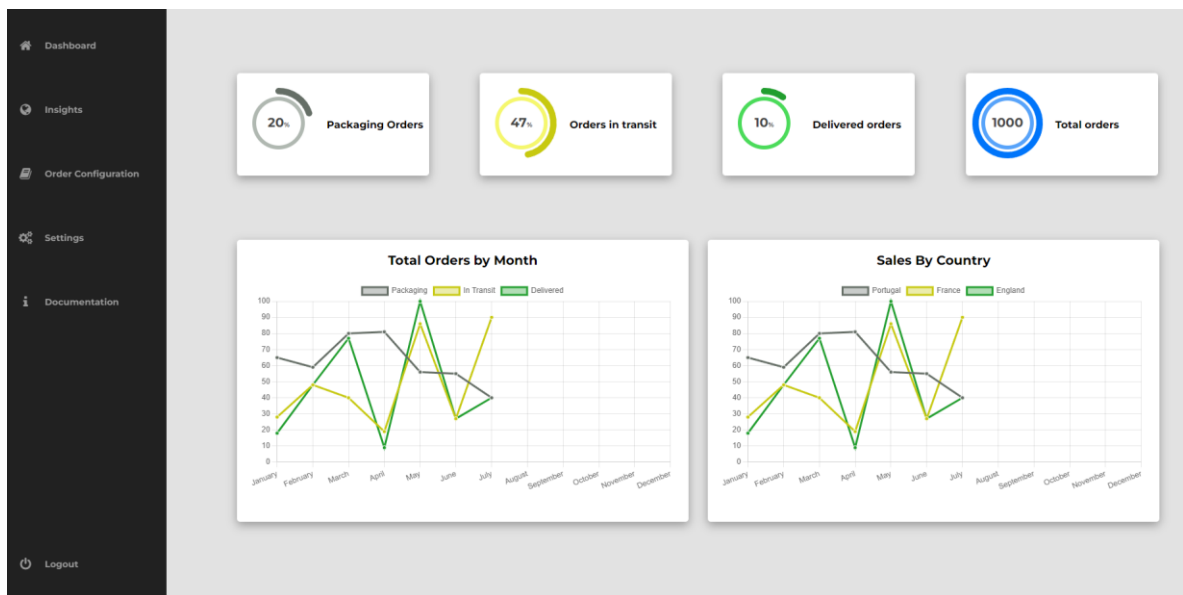 Dashboard
Insights
Order Configuration
Settings
Documentation
Logout
20%
Packaging Orders
47%
Orders in transit
10%
Delivered orders
1000
Total orders
Total Orders by Month
Packaging In Transit Delivered
100
90
80
70
60
50
40
30
20
10
0
January February March April May June July August September October November December
Sales By Country
Portugal France England
100
90
80
70
60
50
40
30
20
10
0
January February March April May June July August September October November December